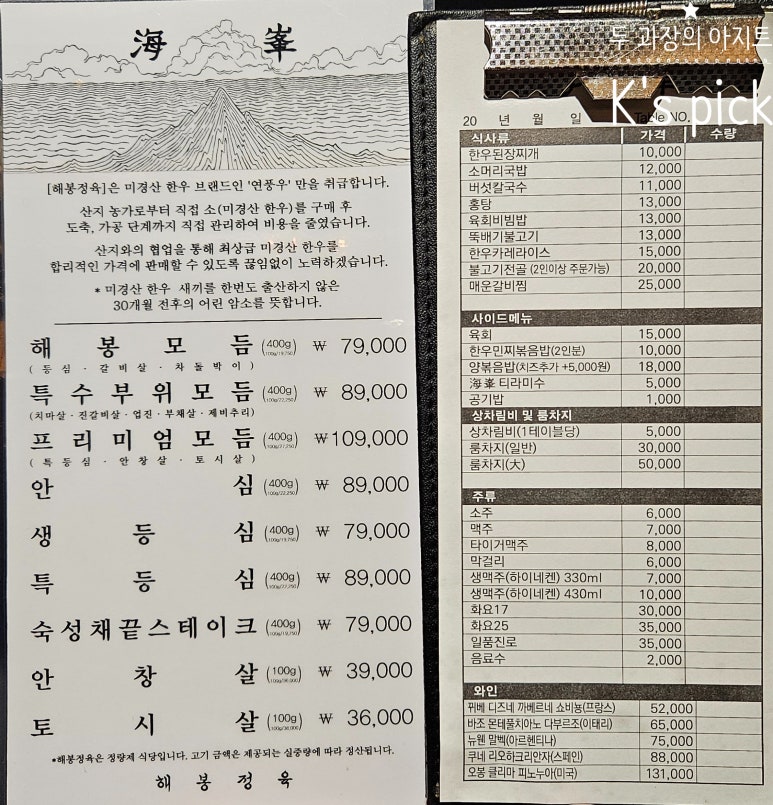 海峯
[해봉정육]은 미경산 한우 브랜드인 '연풍우' 만을 취급합니다.
산지 농가로부터 직접 소(미경산 한우)를 구매 후
도축, 가공 단계까지 직접 관리하여 비용을 줄였습니다.
산지와의 협업을 통해 최상급 미경산 한우를
합리적인 가격에 판매할 수 있도록 끊임없이 노력하겠습니다.
* 미경산 한우 새끼를 한번도 출산하지 않은
30개월 전후의 어린 암소를 뜻합니다.
해봉모듬 (400g) ₩ 79,000
100g/19,750
(등심·갈비살·차돌박이)
특수부위모듬 (400g) ₩ 89,000
100g/22,250
(치마살·진갈비살·업진·부채살·제비추리)
프리미엄모듬 (400g) ₩ 109,000
100g/27,250
(특등심·안창살·토시살)
안심 (400g) ₩ 89,000
100g/22,250
생등심 (400g) ₩ 79,000
100g/19,750
특등심 (400g) ₩ 89,000
100g/22,250
숙성채끝스테이크 (400g) ₩ 79,000
100g/19,750
안창살 (100g) ₩ 39,000
토시살 (100g) ₩ 36,000
100g/36,000
*해봉정육은 정량제 식당입니다. 고기 금액은 제공되는 실중량에 따라 정산됩니다.
해봉정육
두 과장의 아지트
K's pick
20 년 월 일 Table NO.
식사류 가격 수량
한우된장찌개 10,000
소머리국밥 12,000
버섯칼국수 11,000
홍탕 13,000
육회비빔밥 13,000
뚝배기불고기 13,000
한우카레라이스 15,000
불고기전골 (2인이상 주문가능) 20,000
매운갈비찜 25,000
사이드메뉴
육회 15,000
한우민찌볶음밥(2인분) 10,000
양볶음밥(치즈추가 +5,000원) 18,000
海峯 티라미수 5,000
공기밥 1,000
상차림비 및 룸차지
상차림비(1테이블당) 5,000
룸차지(일반) 30,000
룸차지(大) 50,000
주류
소주 6,000
맥주 7,000
타이거맥주 8,000
막걸리 6,000
생맥주(하이네켄) 330ml 7,000
생맥주(하이네켄) 430ml 10,000
화요17 30,000
화요25 35,000
일품진로 35,000
음료수 2,000
와인
뀌베 디즈네 까베르네 쇼비뇽(프랑스) 52,000
바조 몬테풀치아노 다부르조(이태리) 65,000
뉴웬 말벡(아르헨티나) 75,000
쿠네 리오하크리안자(스페인) 88,000
오봉 클리마 피노누아(미국) 131,000